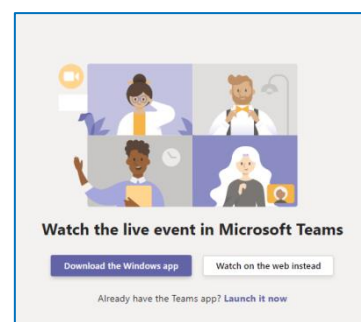 Watch the live event in Microsoft Teams
Download the Windows app
Watch on the web instead
Already have the Teams app? Launch it now